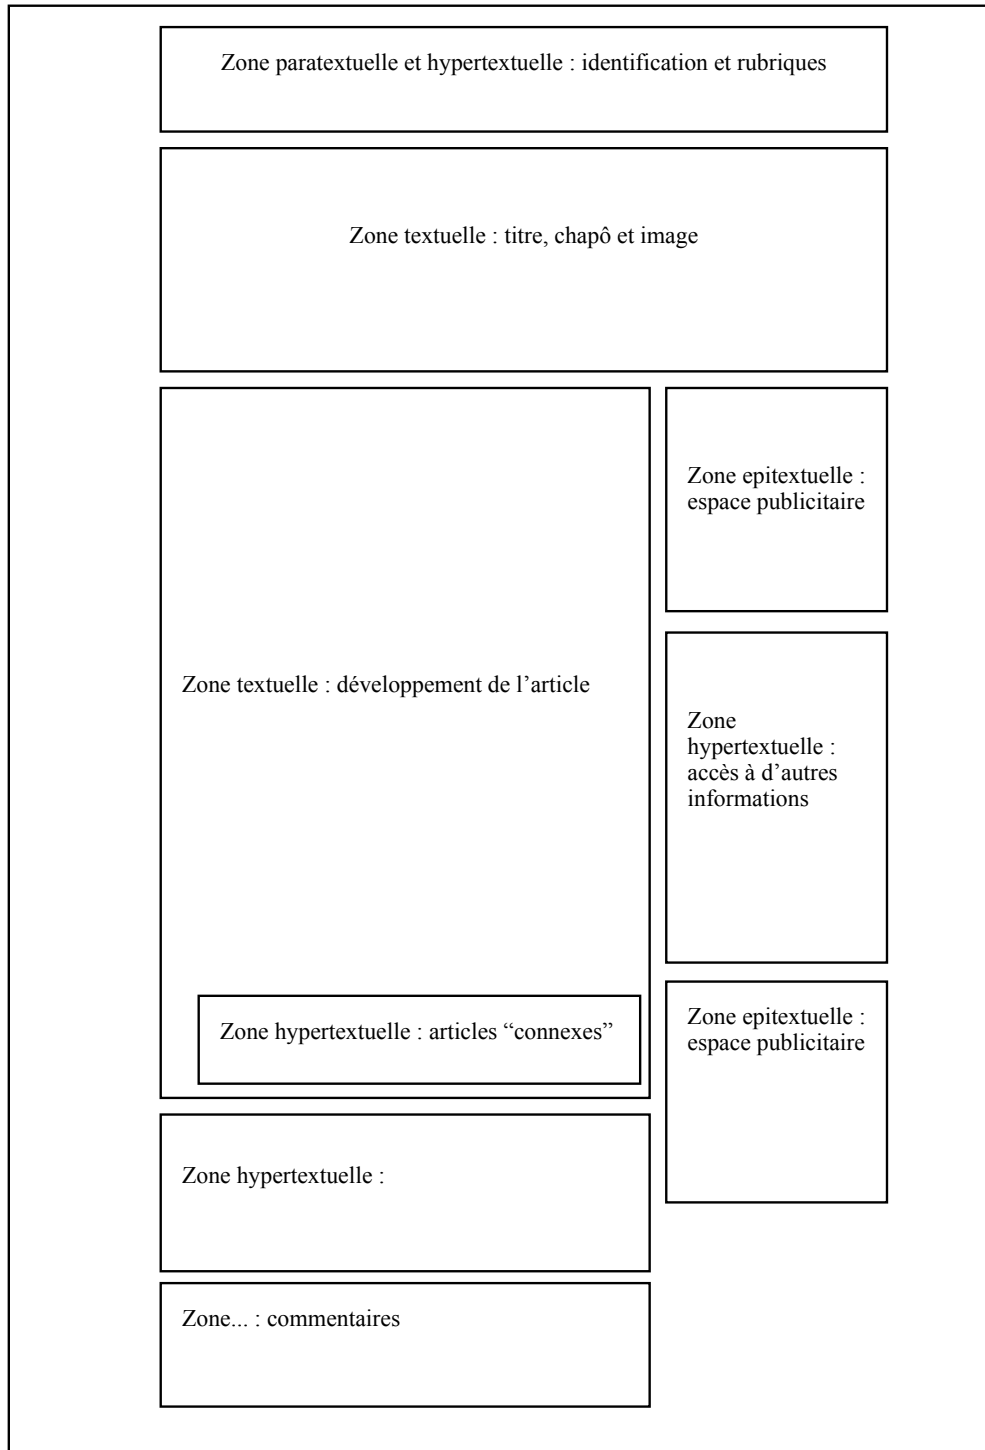 Zone paratextuelle et hypertextuelle : identification et rubriques
Zone textuelle : titre, chapô et image
Zone textuelle : développement de l’article
Zone hypertextuelle : articles “connexes”
Zone hypertextuelle :
Zone... : commentaires
Zone epitextuelle :
espace publicitaire
Zone
hypertextuelle :
accès à d’autres
informations
Zone epitextuelle :
espace publicitaire